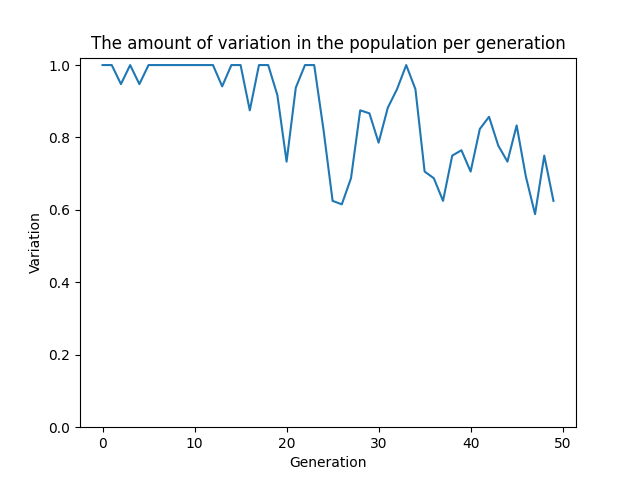 The amount of variation in the population per generation
1.0
0.8
0.6
0.4
0.2
0.0
Variation
0 10 20 30 40 50
Generation